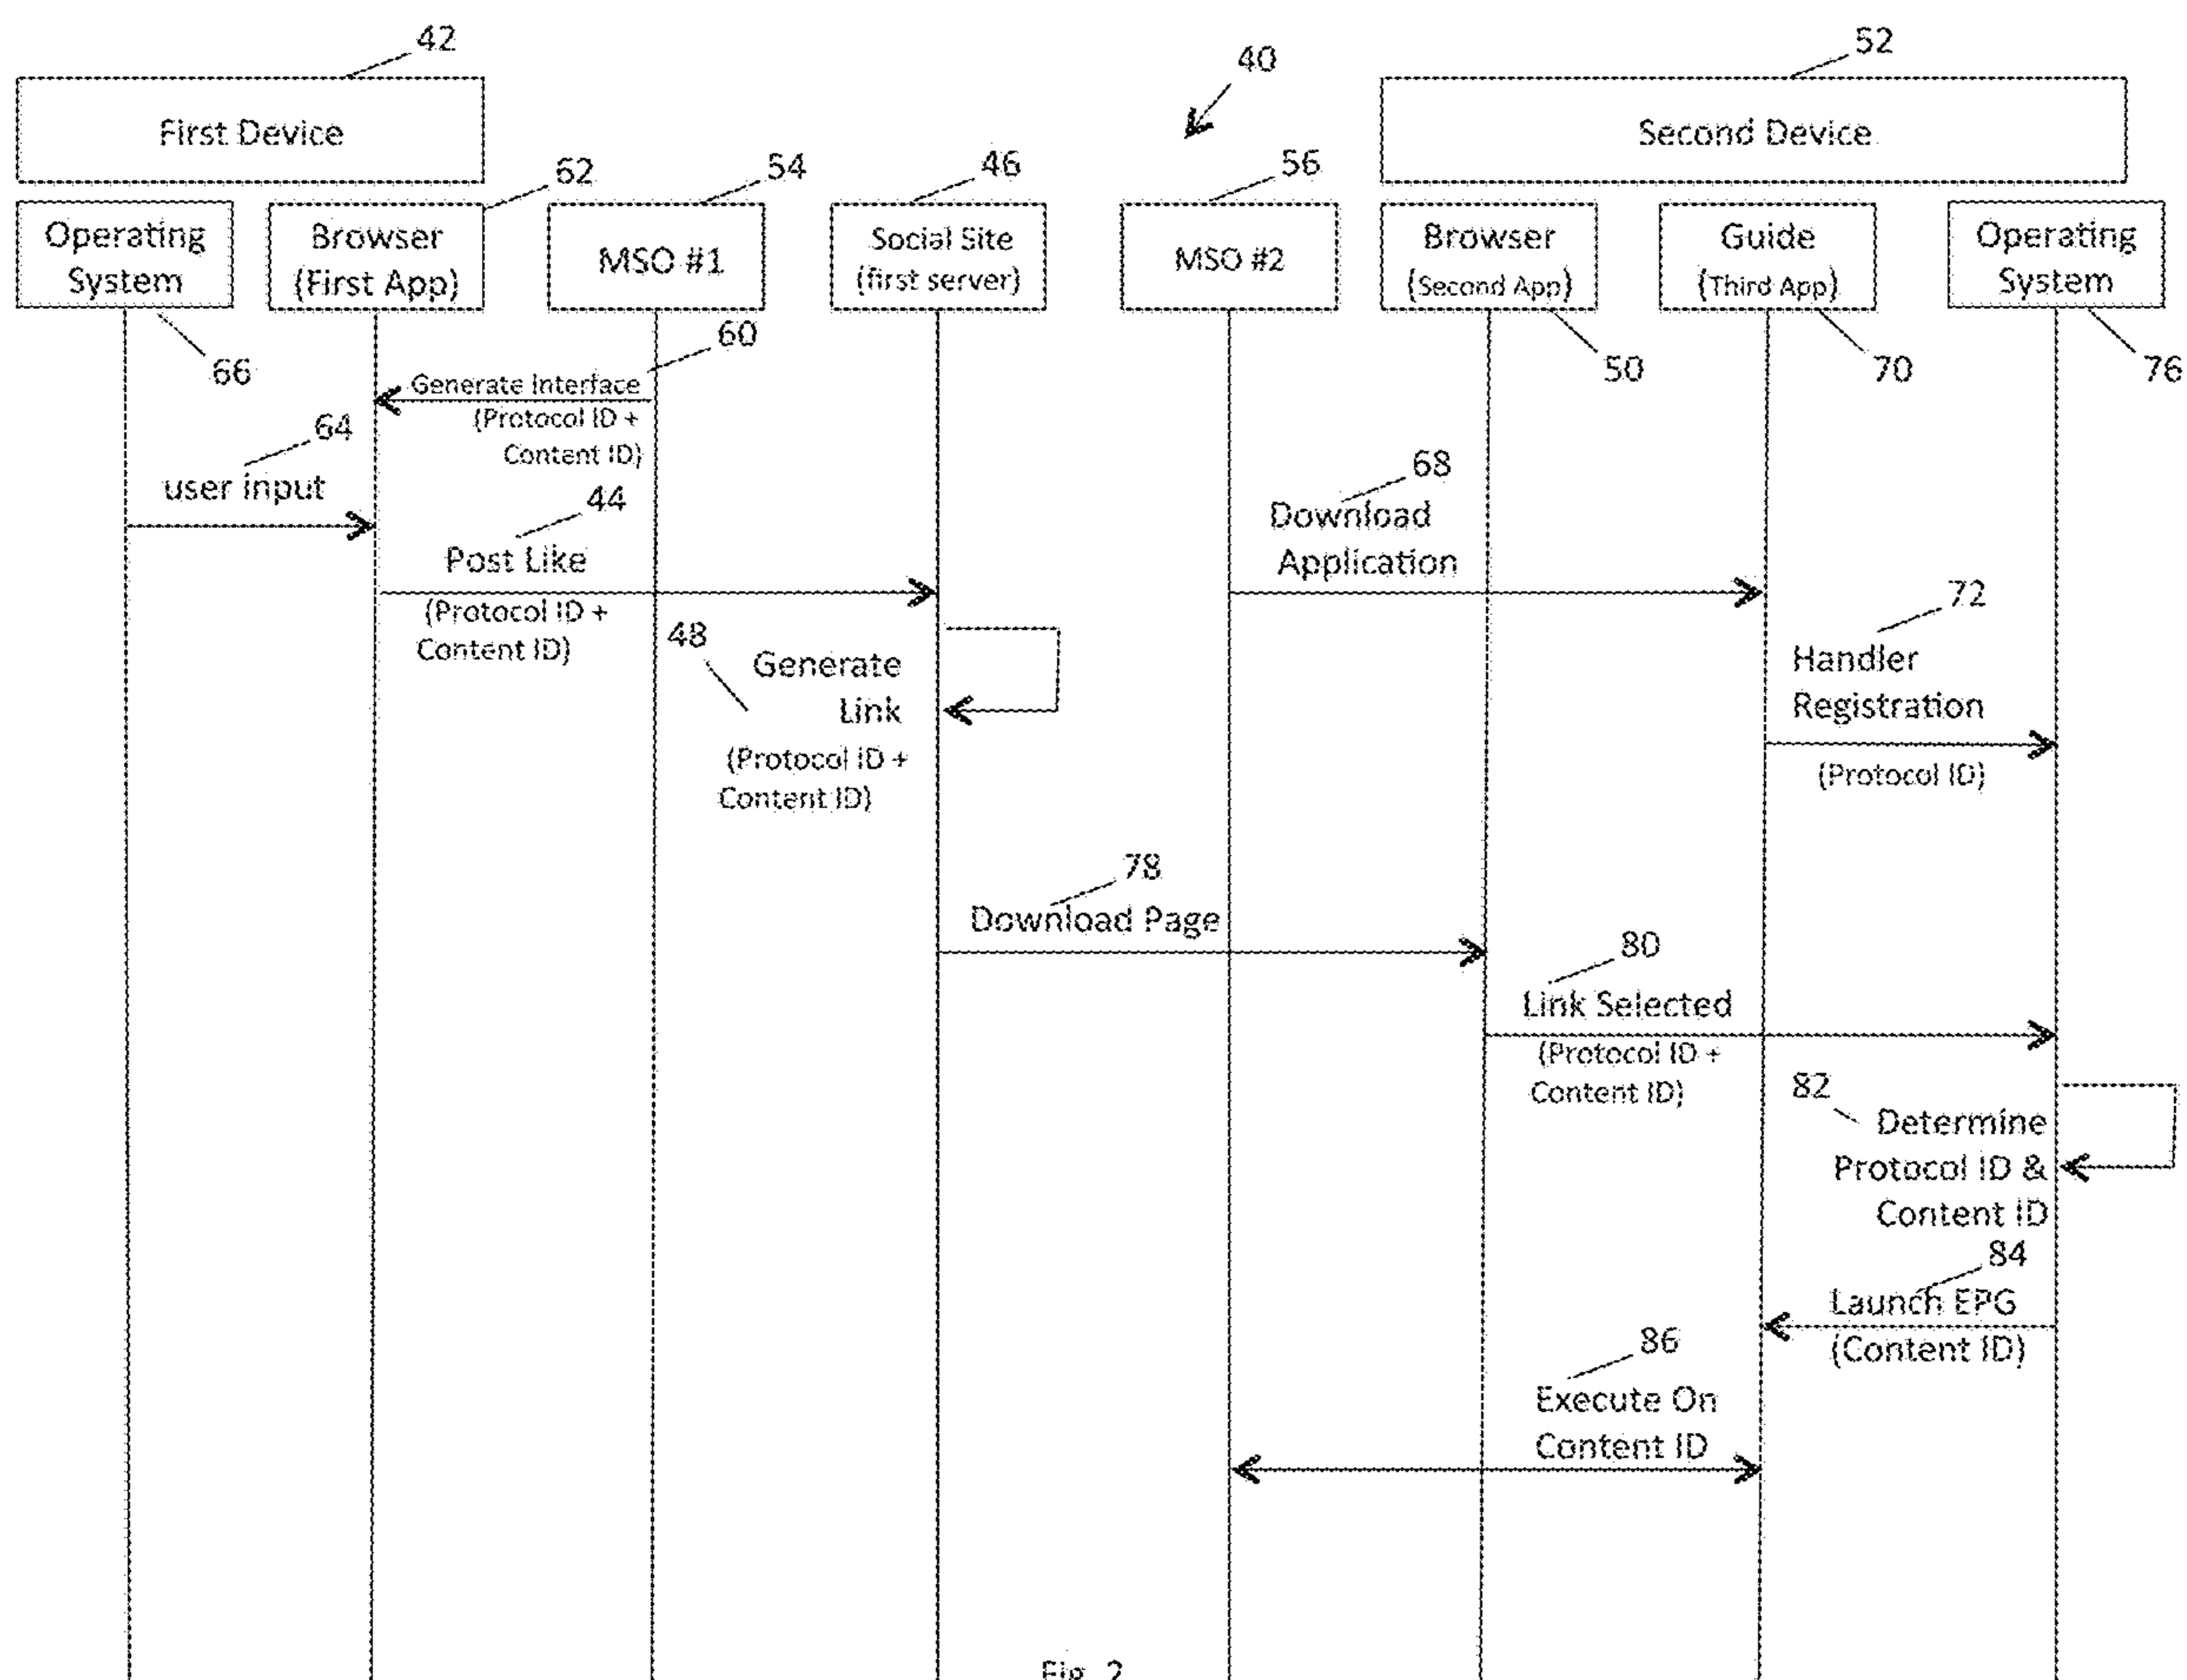 42
52
40
First Device
Second Device
62
54
46
56
Operating
System
Browser
(First App)
MSO #1
Social Site
(first server)
MSO #2
Browser
(Second App)
Guide
(Third App)
Operating
System
66
60
50
70
76
Generate Interface
(Protocol ID +
Content ID)
64
user input
44
Post Like
(Protocol ID +
Content ID)
68
Download
Application
48
Generate
Link
(Protocol ID +
Content ID)
72
Handler
Registration
(Protocol ID)
78
Download Page
80
Link Selected
(Protocol ID +
Content ID)
82
Determine
Protocol ID &
Content ID
84
Launch EPG
(Content ID)
86
Execute On
Content ID
Fig. 2